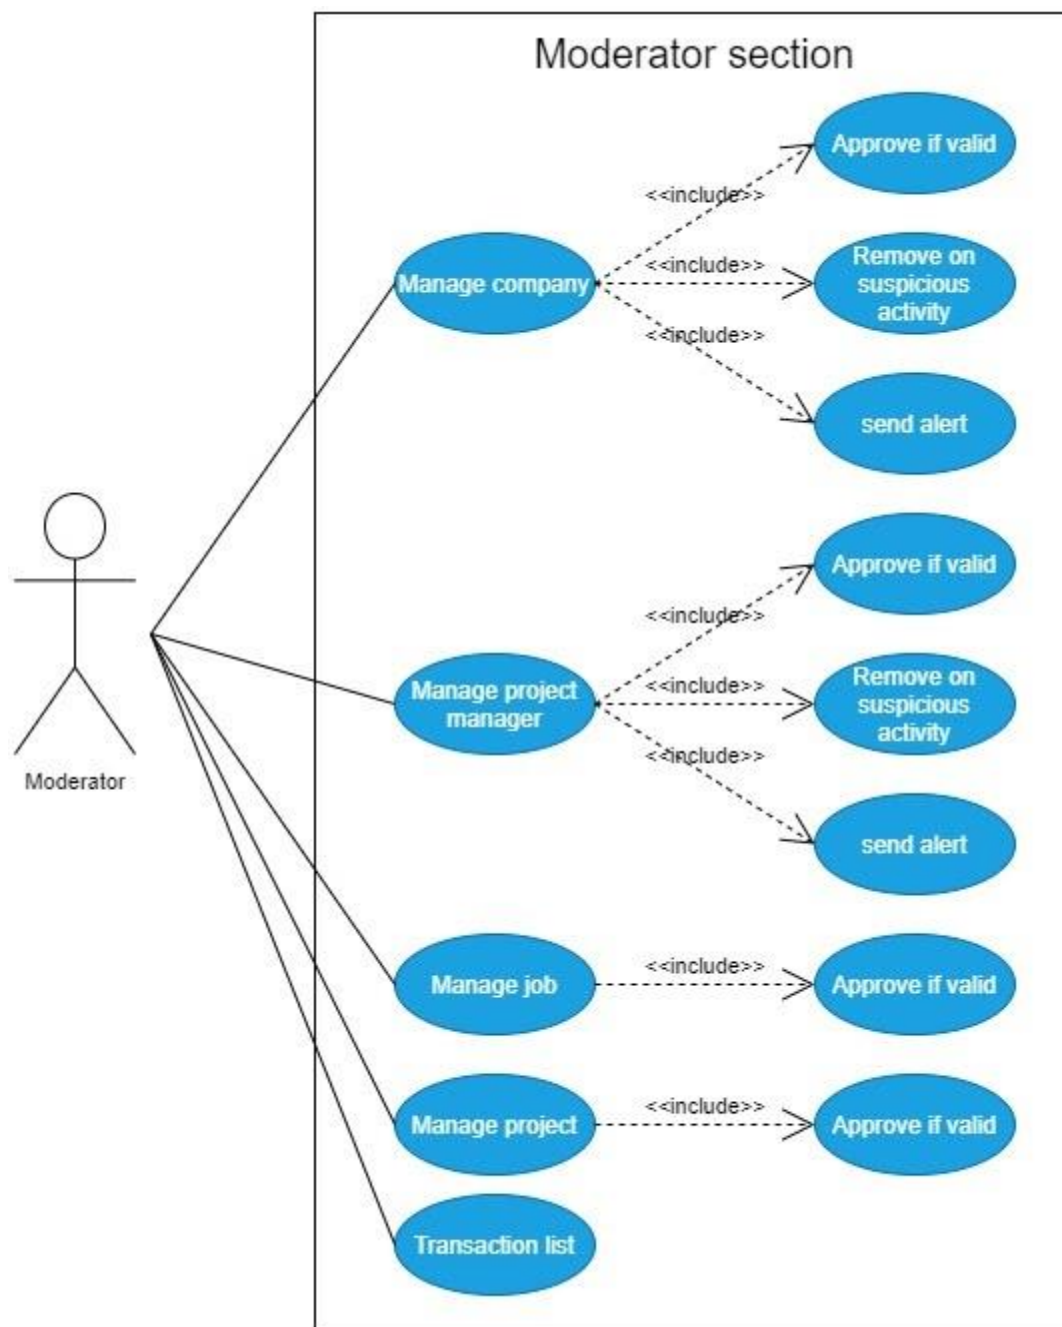 Moderator section
Approve if valid
<<include>>
Manage company
<<include>>
Remove on
suspicious
activity
<<include>>
send alert
Approve if valid
<<include>>
Manage project
manager
<<include>>
Remove on
suspicious
activity
<<include>>
send alert
Moderator
Manage job
<<include>>
Approve if valid
Manage project
<<include>>
Approve if valid
Transaction list